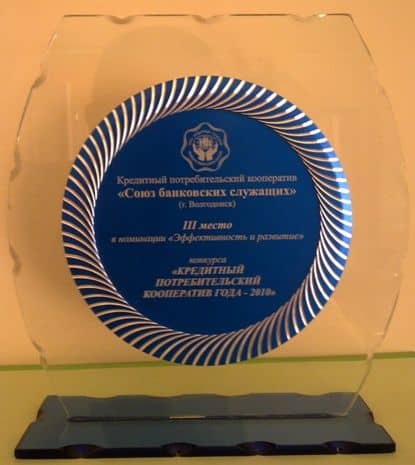 Кредитный потребительский кооператив
«Союз банковских служащих»
(г. Волгодонск)
III место
в номинации «Эффективность и развитие»
конкурса
«КРЕДИТНЫЙ
ПОТРЕБИТЕЛЬСКИЙ
КООПЕРАТИВ ГОДА - 2010»